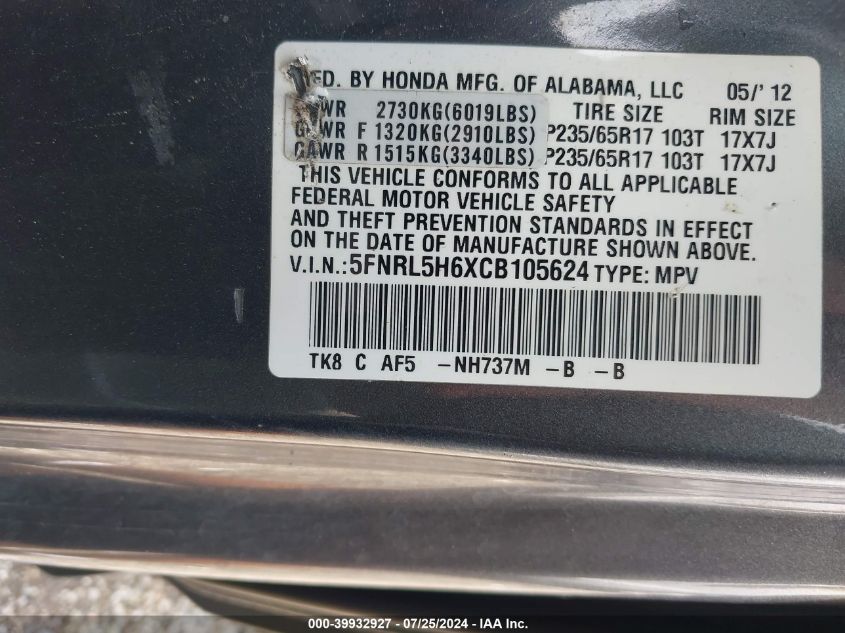 MFD. BY HONDA MFG. OF ALABAMA, LLC 05/' 12
GVWR 2730KG(6019LBS) TIRE SIZE RIM SIZE
GAWR F 1320KG(2910LBS) P235/65R17 103T 17X7J
GAWR R 1515KG(3340LBS) P235/65R17 103T 17X7J
THIS VEHICLE CONFORMS TO ALL APPLICABLE
FEDERAL MOTOR VEHICLE SAFETY
AND THEFT PREVENTION STANDARDS IN EFFECT
ON THE DATE OF MANUFACTURE SHOWN ABOVE.
V.I.N.:5FNRL5H6XCB105624 TYPE: MPV
TK8 C AF5 -NH737M -B -B
000-39932927 - 07/25/2024 - IAA Inc.